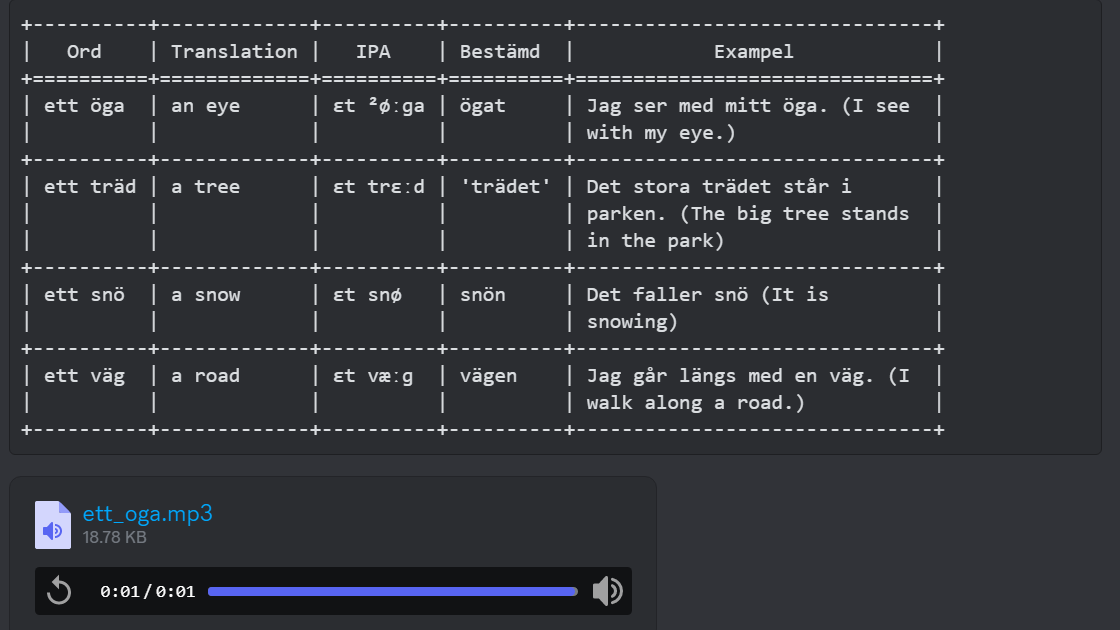 +----------+-------------+----------+----------+-------------------------------+
|   Ord    | Translation |   IPA    | Bestämd  |            Exampel            |
+==========+=============+==========+==========+===============================+
| ett öga  | an eye      | ɛt ²øːga | ögat     | Jag ser med mitt öga. (I see  |
|          |             |          |          | with my eye.)                 |
+----------+-------------+----------+----------+-------------------------------+
| ett träd | a tree      | ɛt trɛːd | 'trädet' | Det stora trädet står i       |
|          |             |          |          | parken. (The big tree stands  |
|          |             |          |          | in the park)                  |
+----------+-------------+----------+----------+-------------------------------+
| ett snö  | a snow      | ɛt snø   | snön     | Det faller snö (It is         |
|          |             |          |          | snowing)                      |
+----------+-------------+----------+----------+-------------------------------+
| ett väg  | a road      | ɛt væːg  | vägen    | Jag går längs med en väg. (I  |
|          |             |          |          | walk along a road.)           |
+----------+-------------+----------+----------+-------------------------------+
ett_oga.mp3
18.78 KB
0:01/0:01